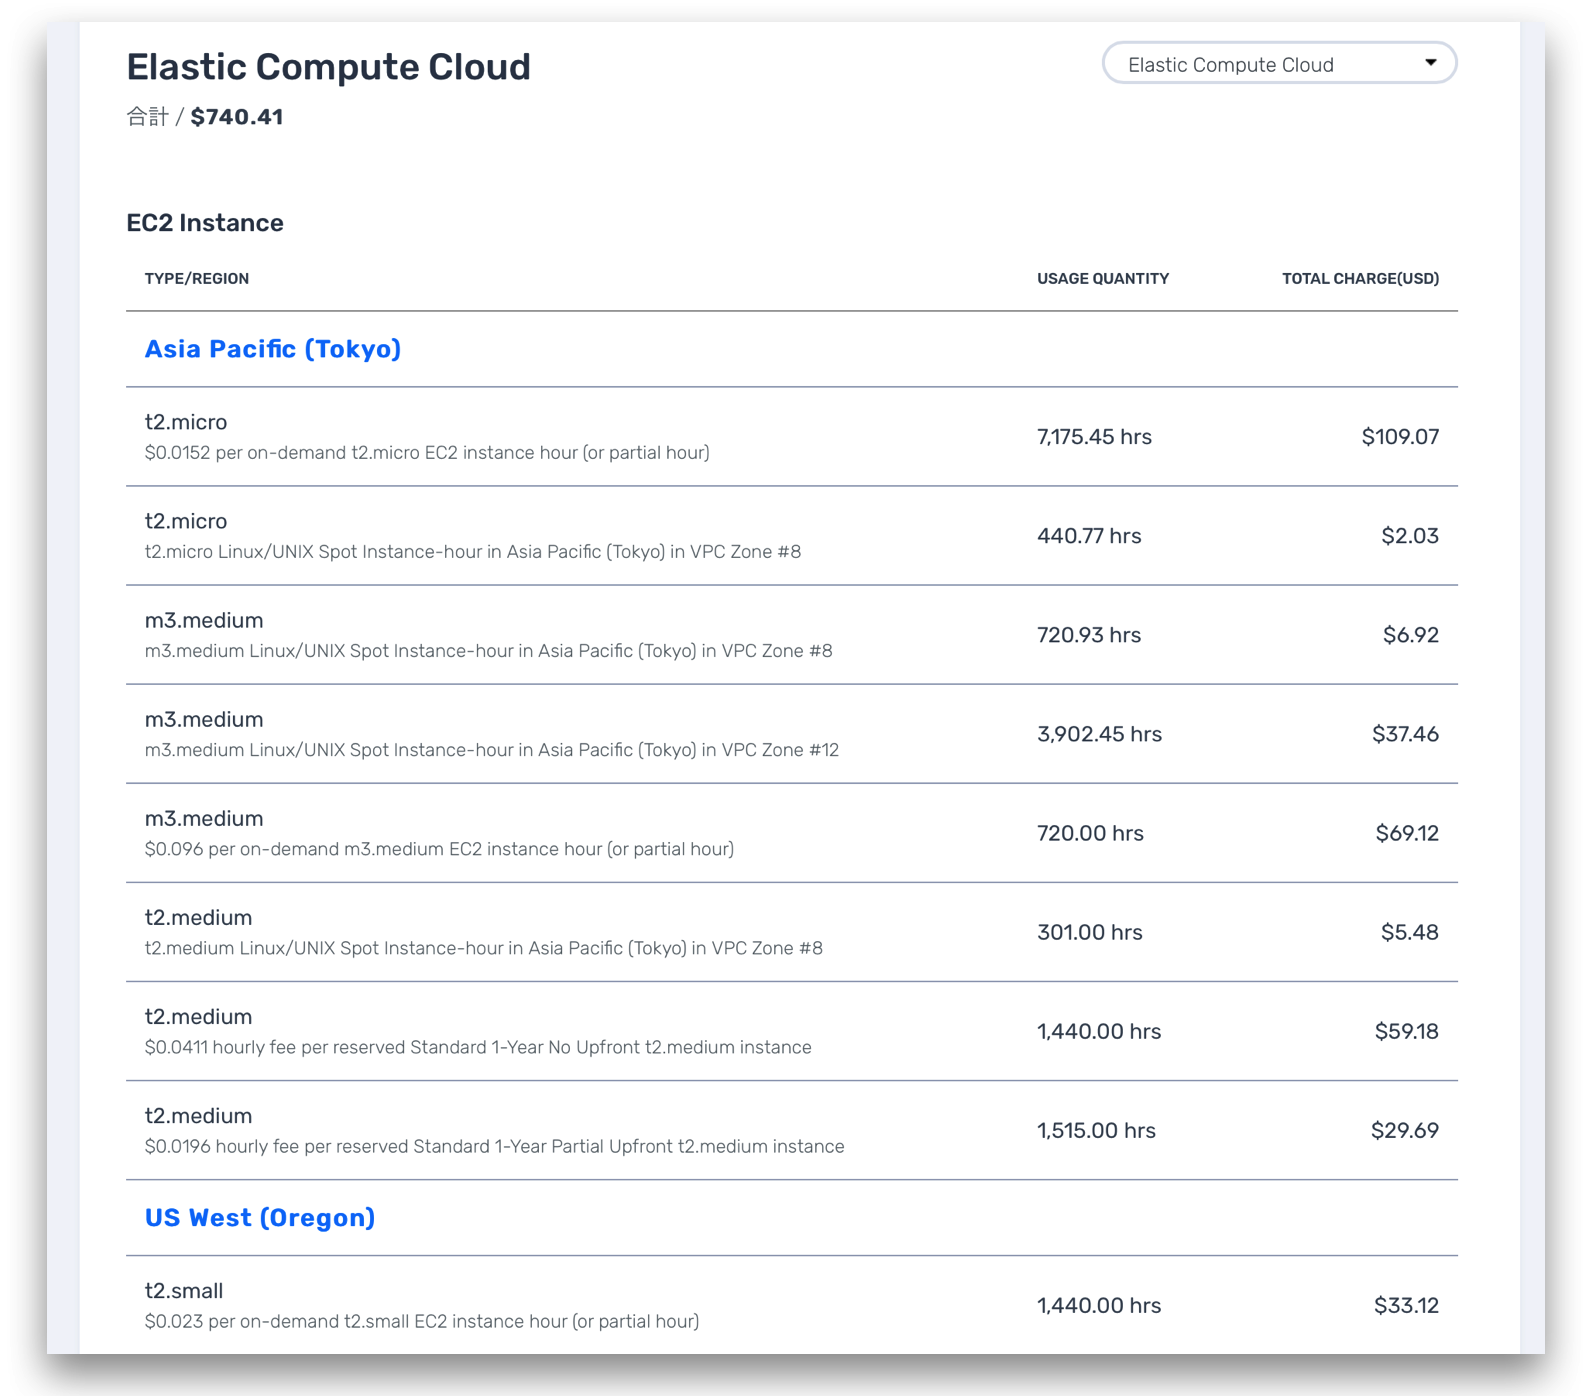 Elastic Compute Cloud
Elastic Compute Cloud
合計 / $740.41
EC2 Instance
TYPE/REGION USAGE QUANTITY TOTAL CHARGE(USD)
Asia Pacific (Tokyo)
t2.micro
$0.0152 per on-demand t2.micro EC2 instance hour (or partial hour)
7,175.45 hrs $109.07
t2.micro
t2.micro Linux/UNIX Spot Instance-hour in Asia Pacific (Tokyo) in VPC Zone #8
440.77 hrs $2.03
m3.medium
m3.medium Linux/UNIX Spot Instance-hour in Asia Pacific (Tokyo) in VPC Zone #8
720.93 hrs $6.92
m3.medium
m3.medium Linux/UNIX Spot Instance-hour in Asia Pacific (Tokyo) in VPC Zone #12
3,902.45 hrs $37.46
m3.medium
$0.096 per on-demand m3.medium EC2 instance hour (or partial hour)
720.00 hrs $69.12
t2.medium
t2.medium Linux/UNIX Spot Instance-hour in Asia Pacific (Tokyo) in VPC Zone #8
301.00 hrs $5.48
t2.medium
$0.0411 hourly fee per reserved Standard 1-Year No Upfront t2.medium instance
1,440.00 hrs $59.18
t2.medium
$0.0196 hourly fee per reserved Standard 1-Year Partial Upfront t2.medium instance
1,515.00 hrs $29.69
US West (Oregon)
t2.small
$0.023 per on-demand t2.small EC2 instance hour (or partial hour)
1,440.00 hrs $33.12